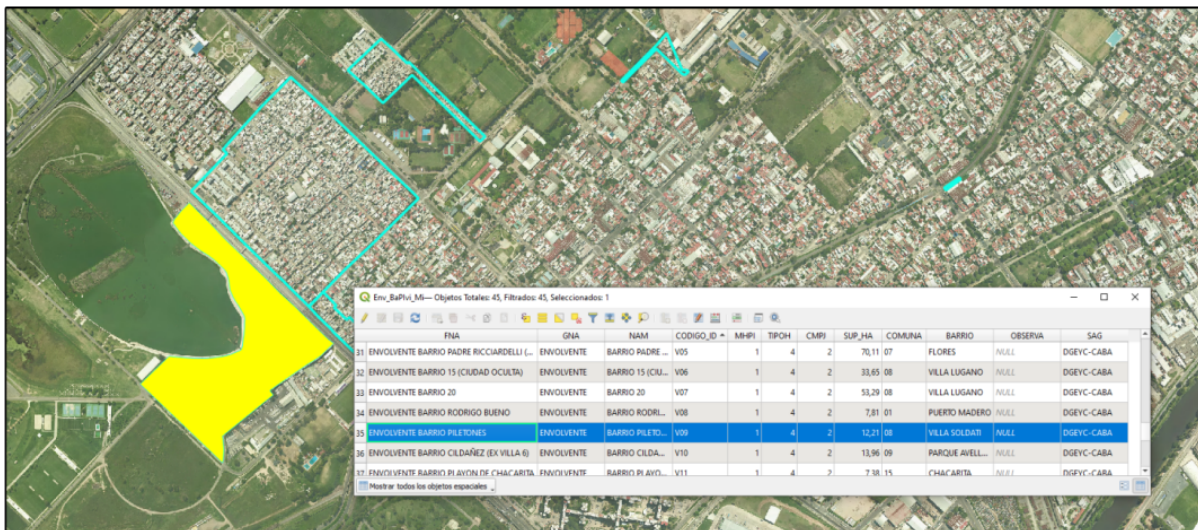 Env_BaPlvi_Mi— Objetos Totales: 45, Filtrados: 45, Seleccionados: 1
FNA GNA NAM CODIGO_ID MHPI TIPOH CMPJ SUP_HA COMUNA BARRIO OBSERVA SAG
31 ENVOLVENTE BARRIO PADRE RICCIARDELLI (... ENVOLVENTE BARRIO PADRE ... V05 1 4 2 70,11 07 FLORES NULL DGEYC-CABA
32 ENVOLVENTE BARRIO 15 (CIUDAD OCULTA) ENVOLVENTE BARRIO 15 (CIU... V06 1 4 2 33,65 08 VILLA LUGANO NULL DGEYC-CABA
33 ENVOLVENTE BARRIO 20 ENVOLVENTE BARRIO 20 V07 1 4 2 53,29 08 VILLA LUGANO NULL DGEYC-CABA
34 ENVOLVENTE BARRIO RODRIGO BUENO ENVOLVENTE BARRIO RODRI... V08 1 4 2 7,81 01 PUERTO MADERO NULL DGEYC-CABA
35 ENVOLVENTE BARRIO PILETONES ENVOLVENTE BARRIO PILETO... V09 1 4 2 12,21 08 VILLA SOLDATI NULL DGEYC-CABA
36 ENVOLVENTE BARRIO CILDAÑEZ (EX VILLA 6) ENVOLVENTE BARRIO CILDA... V10 1 4 2 13,96 09 PARQUE AVELL... NULL DGEYC-CABA
37 ENVOLVENTE BARRIO PLAYON DE CHACARITA ENVOLVENTE BARRIO PLAYO... V11 1 4 2 7,38 15 CHACARITA NULL DGEYC-CABA
Mostrar todos los objetos espaciales